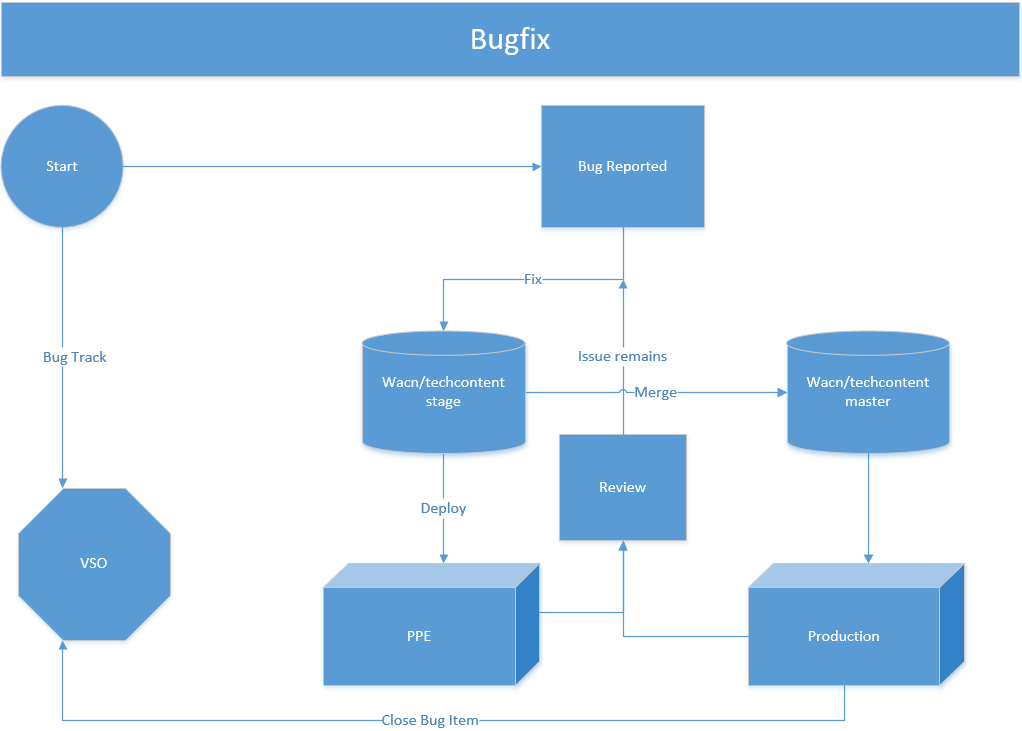 Bugfix
Start
Bug Reported
Fix
Bug Track
Issue remains
Wacn/techcontent
stage
Merge
Wacn/techcontent
master
Review
Deploy
VSO
PPE
Production
Close Bug Item